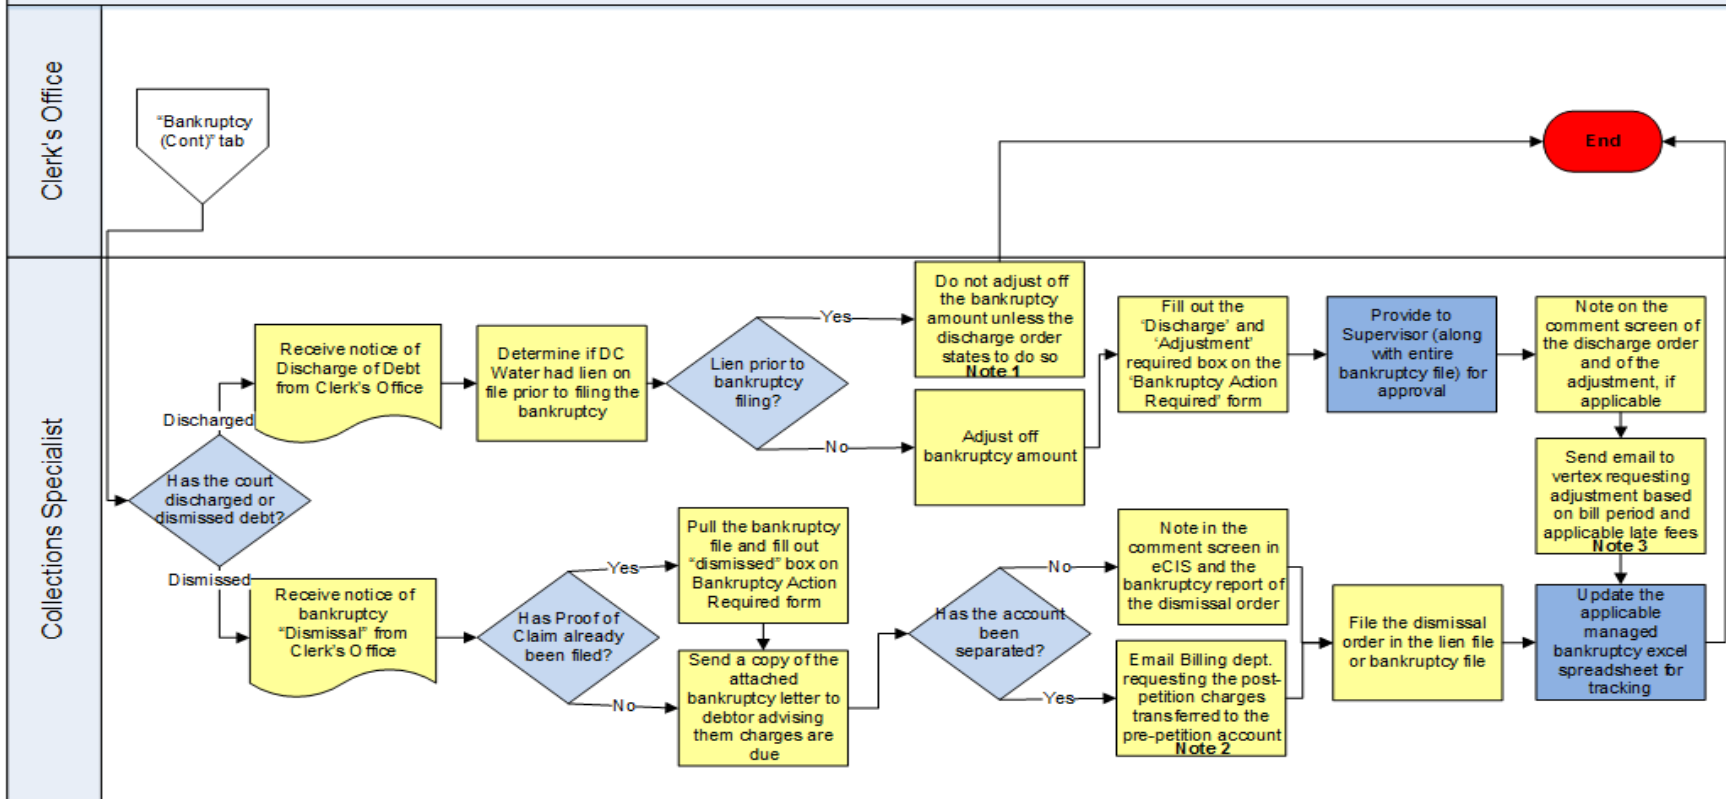 Clerk's Office
"Bankruptcy
(Cont)" tab
End
Collections Specialist
Has the court
discharged or
dismissed debt?
Discharged
Receive notice of
Discharge of Debt
from Clerk's Office
Determine if DC
Water had lien on
file prior to filing the
bankruptcy
Lien prior to
bankruptcy
filing?
Yes
Do not adjust off
the bankruptcy
amount unless the
discharge order
states to do so
Note 1
No
Adjust off
bankruptcy amount
Fill out the
'Discharge' and
'Adjustment'
required box on the
'Bankruptcy Action
Required' form
Provide to
Supervisor (along
with entire
bankruptcy file) for
approval
Note on the
comment screen of
the discharge order
and of the
adjustment, if
applicable
Send email to
vertex requesting
adjustment based
on bill period and
applicable late fees
Note 3
Dismissed
Receive notice of
bankruptcy
"Dismissal" from
Clerk's Office
Has Proof of
Claim already
been filed?
Yes
Pull the bankruptcy
file and fill out
"dismissed" box on
Bankruptcy Action
Required form
No
Send a copy of the
attached
bankruptcy letter to
debtor advising
them charges are
due
Has the account
been
separated?
No
Note in the
comment screen in
eCIS and the
bankruptcy report of
the dismissal order
Yes
Email Billing dept.
requesting the post-
petition charges
transferred to the
pre-petition account
Note 2
File the dismissal
order in the lien file
or bankruptcy file
Update the
applicable
managed
bankruptcy excel
spreadsheet for
tracking